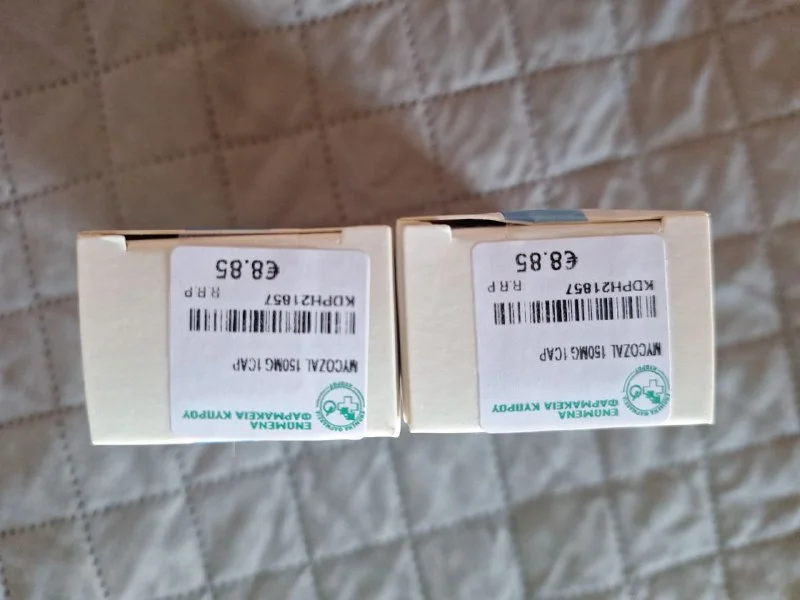 ΕΝΩΜΕΝΑ
ΦΑΡΜΑΚΕΙΑ ΚΥΠΡΟΥ
MYCOZAL 150MG 1CAP
KDPH21857
R.R.P
€8.85
ΕΝΩΜΕΝΑ
ΦΑΡΜΑΚΕΙΑ ΚΥΠΡΟΥ
MYCOZAL 150MG 1CAP
KDPH21857
R.R.P
€8.85